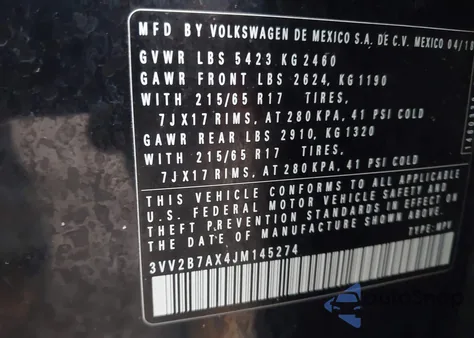 MFD BY VOLKSWAGEN DE MEXICO S.A. DE C.V. MEXICO 04/18
GVWR LBS 5423 KG 2460
GAWR FRONT LBS 2624, KG 1190
WITH 215/65 R17 TIRES,
7JX17 RIMS, AT 280 KPA, 41 PSI COLD
GAWR REAR LBS 2910, KG 1320
WITH 215/65 R17 TIRES,
7JX17 RIMS, AT 280 KPA, 41 PSI COLD
THIS VEHICLE CONFORMS TO ALL APPLICABLE
U.S. FEDERAL MOTOR VEHICLE SAFETY AND
THEFT PREVENTION STANDARDS IN EFFECT ON
THE DATE OF MANUFACTURE SHOWN ABOVE.
3VV2B7AX4JM145274 TYPE: MPV